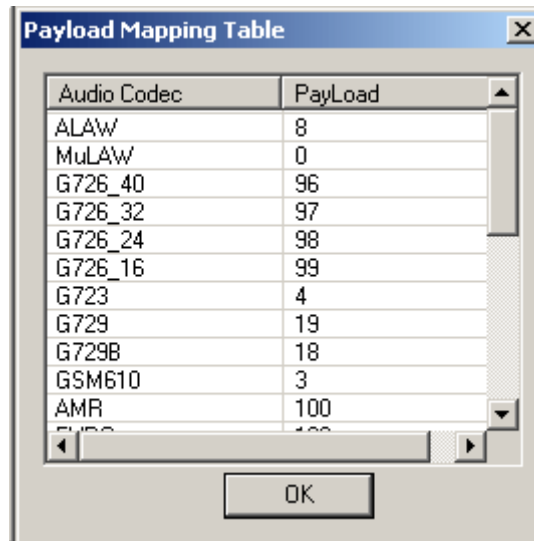 Payload Mapping Table
Audio Codec PayLoad
ALAW 8
MuLAW 0
G726_40 96
G726_32 97
G726_24 98
G726_16 99
G723 4
G729 19
G729B 18
GSM610 3
AMR 100
OK